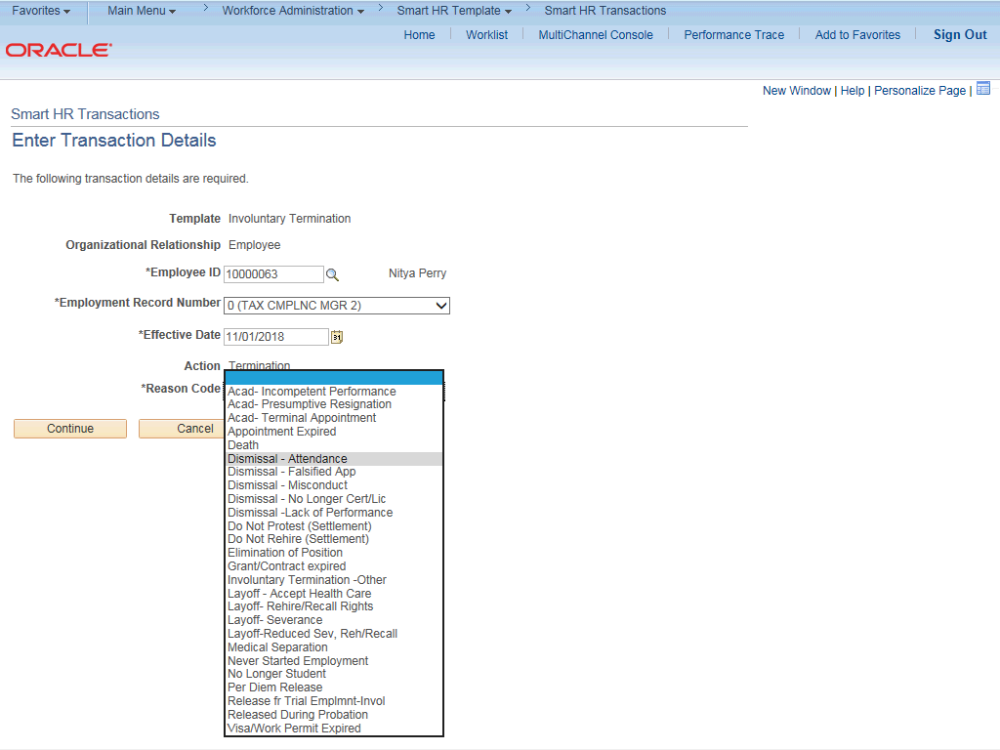 Favorites Main Menu > Workforce Administration > Smart HR Template > Smart HR Transactions
Home Worklist MultiChannel Console Performance Trace Add to Favorites Sign Out
ORACLE
New Window | Help | Personalize Page |
Smart HR Transactions
Enter Transaction Details
The following transaction details are required.
Template Involuntary Termination
Organizational Relationship Employee
*Employee ID 10000063 Nitya Perry
*Employment Record Number 0 (TAX CMPLNC MGR 2)
*Effective Date 11/01/2018 31
Action Termination
*Reason Code
Continue Cancel
Acad- Incompetent Performance
Acad- Presumptive Resignation
Acad- Terminal Appointment
Appointment Expired
Death
Dismissal - Attendance
Dismissal - Falsified App
Dismissal - Misconduct
Dismissal - No Longer Cert/Lic
Dismissal -Lack of Performance
Do Not Protest (Settlement)
Do Not Rehire (Settlement)
Elimination of Position
Grant/Contract expired
Involuntary Termination -Other
Layoff - Accept Health Care
Layoff- Rehire/Recall Rights
Layoff- Severance
Layoff-Reduced Sev, Reh/Recall
Medical Separation
Never Started Employment
No Longer Student
Per Diem Release
Release fr Trial Emplmnt-Invol
Released During Probation
Visa/Work Permit Expired